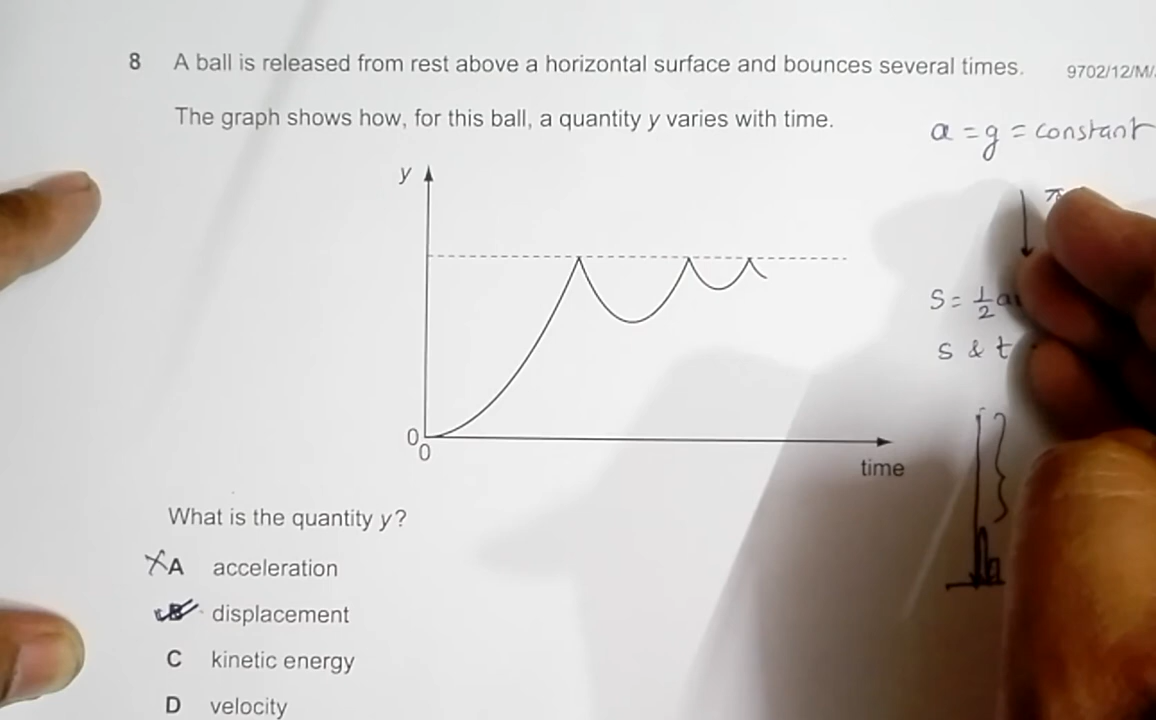 8 A ball is released from rest above a horizontal surface and bounces several times. 9702/12/M/
The graph shows how, for this ball, a quantity y varies with time.
a = g = constant
y
S = 1/2 a
s & t
0
0
time
What is the quantity y?
A acceleration
B displacement
C kinetic energy
D velocity